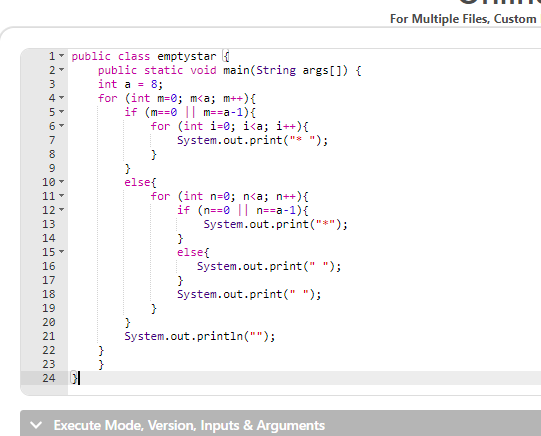 For Multiple Files, Custom
1 public class emptystar {
2 public static void main(String args[]) {
3 int a = 8;
4 for (int m=0; m<a; m++){
5 if (m==0 || m==a-1){
6 for (int i=0; i<a; i++){
7 System.out.print("* ");
8 }
9 }
10 else{
11 for (int n=0; n<a; n++){
12 if (n==0 || n==a-1){
13 System.out.print("*");
14 }
15 else{
16 System.out.print(" ");
17 }
18 System.out.print(" ");
19 }
20 }
21 System.out.println("");
22 }
23 }
24 }
Execute Mode, Version, Inputs & Arguments